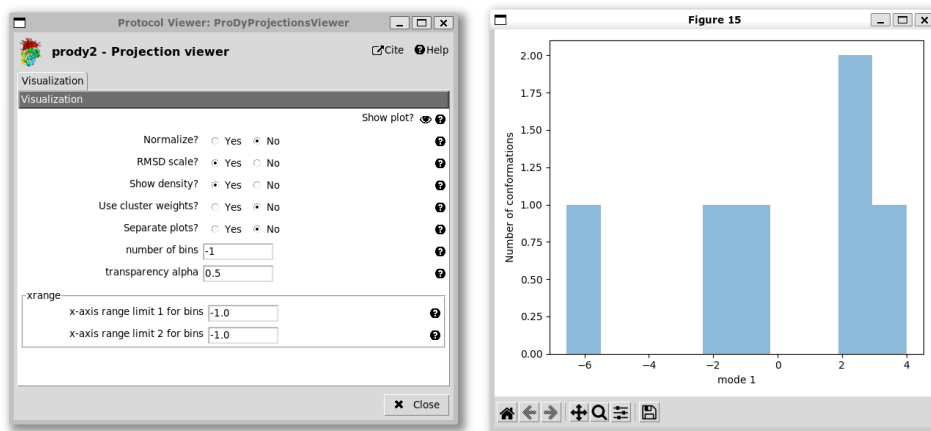 Protocol Viewer: ProDyProjectionsViewer
prody2 - Projection viewer
Cite
Help
Visualization
Visualization
Show plot?
Normalize? Yes No
RMSD scale? Yes No
Show density? Yes No
Use cluster weights? Yes No
Separate plots? Yes No
number of bins -1
transparency alpha 0.5
xrange
x-axis range limit 1 for bins -1.0
x-axis range limit 2 for bins -1.0
Close
Figure 15
Number of conformations
2.00
1.75
1.50
1.25
1.00
0.75
0.50
0.25
0.00
−6 −4 −2 0 2 4
mode 1